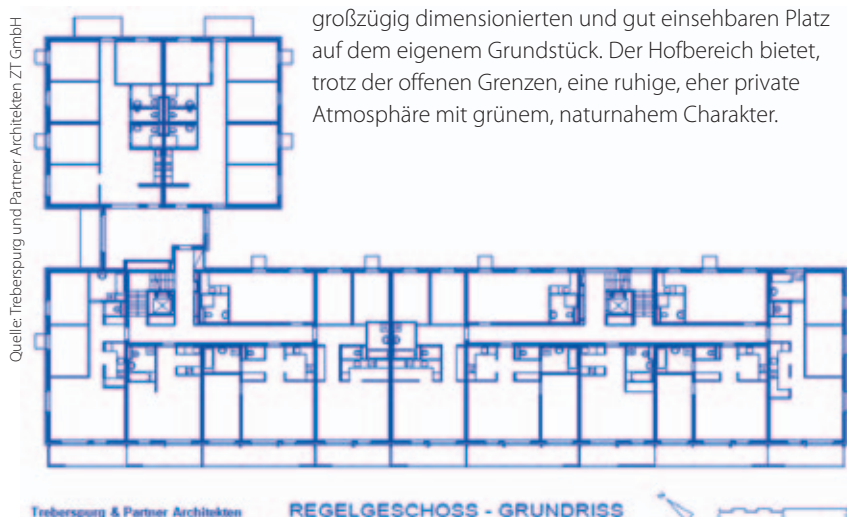 großzügig dimensionierten und gut einsehbaren Platz
auf dem eigenem Grundstück. Der Hofbereich bietet,
trotz der offenen Grenzen, eine ruhige, eher private
Atmosphäre mit grünem, naturnahem Charakter.
Quelle: Treberspurg und Partner Architekten ZT GmbH
Treberspurg & Partner Architekten
REGELGESCHOSS - GRUNDRISS